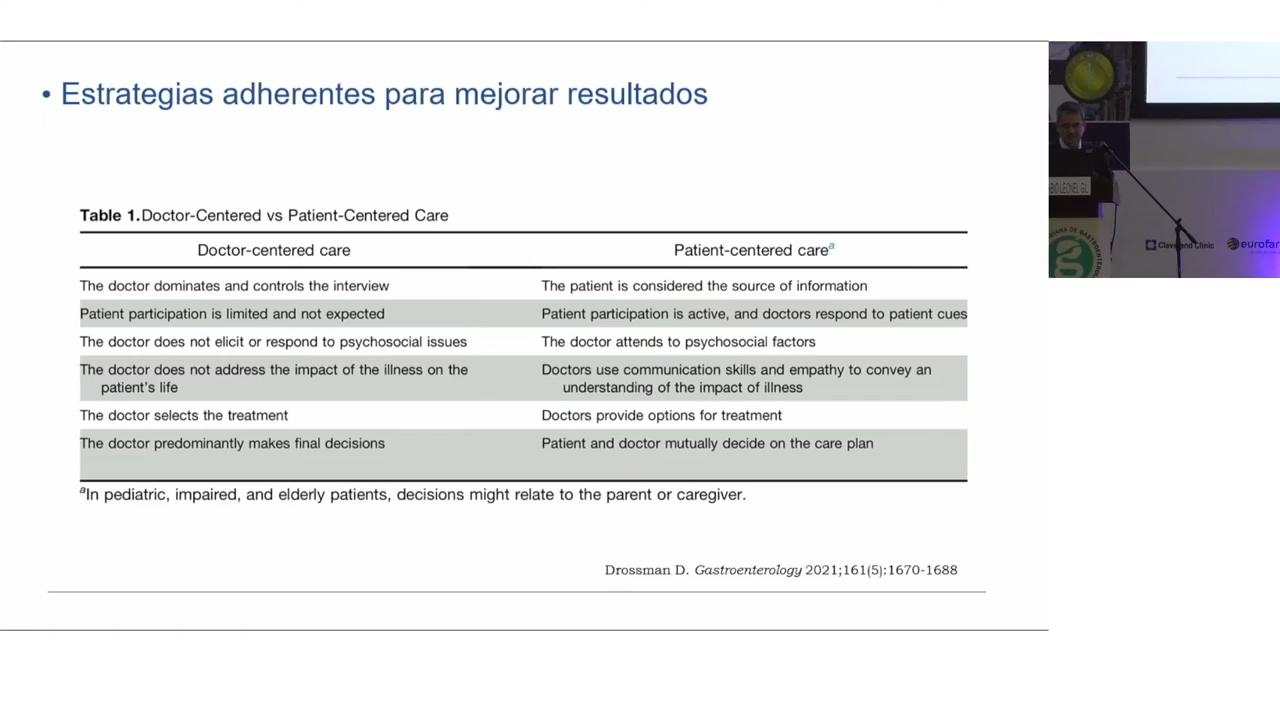 • Estrategias adherentes para mejorar resultados
Table 1. Doctor-Centered vs Patient-Centered Care
Doctor-centered care Patient-centered careª
The doctor dominates and controls the interview The patient is considered the source of information
Patient participation is limited and not expected Patient participation is active, and doctors respond to patient cues
The doctor does not elicit or respond to psychosocial issues The doctor attends to psychosocial factors
The doctor does not address the impact of the illness on the Doctors use communication skills and empathy to convey an
patient's life understanding of the impact of illness
The doctor selects the treatment Doctors provide options for treatment
The doctor predominantly makes final decisions Patient and doctor mutually decide on the care plan
ªIn pediatric, impaired, and elderly patients, decisions might relate to the parent or caregiver.
Drossman D. Gastroenterology 2021;161(5):1670-1688
Cleveland Clinic
eurofar